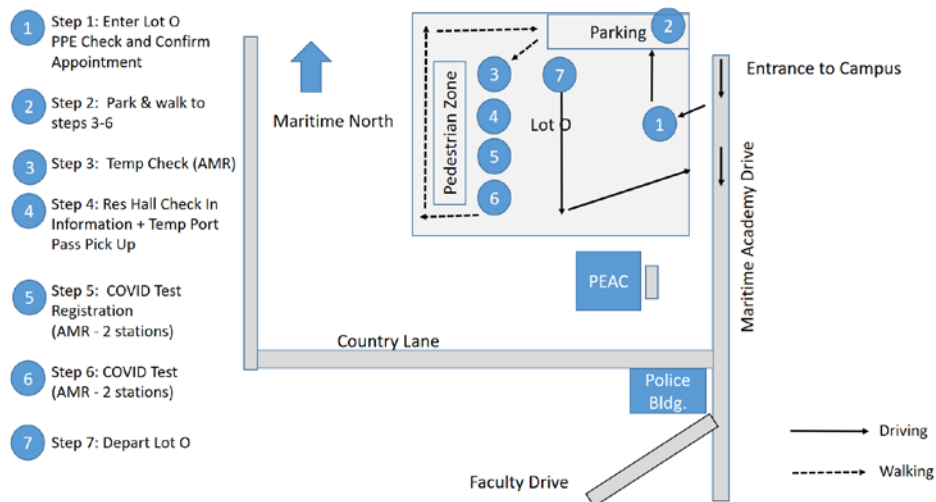 1
Step 1: Enter Lot O
PPE Check and Confirm
Appointment
2
Step 2: Park & walk to
steps 3-6
3
Step 3: Temp Check (AMR)
4
Step 4: Res Hall Check In
Information + Temp Port
Pass Pick Up
5
Step 5: COVID Test
Registration
(AMR - 2 stations)
6
Step 6: COVID Test
(AMR - 2 stations)
7
Step 7: Depart Lot O
Maritime North
Parking
2
Pedestrian Zone
3
7
4
Lot O
1
5
6
Entrance to Campus
Maritime Academy Drive
PEAC
Country Lane
Police
Bldg.
Faculty Drive
Driving
Walking